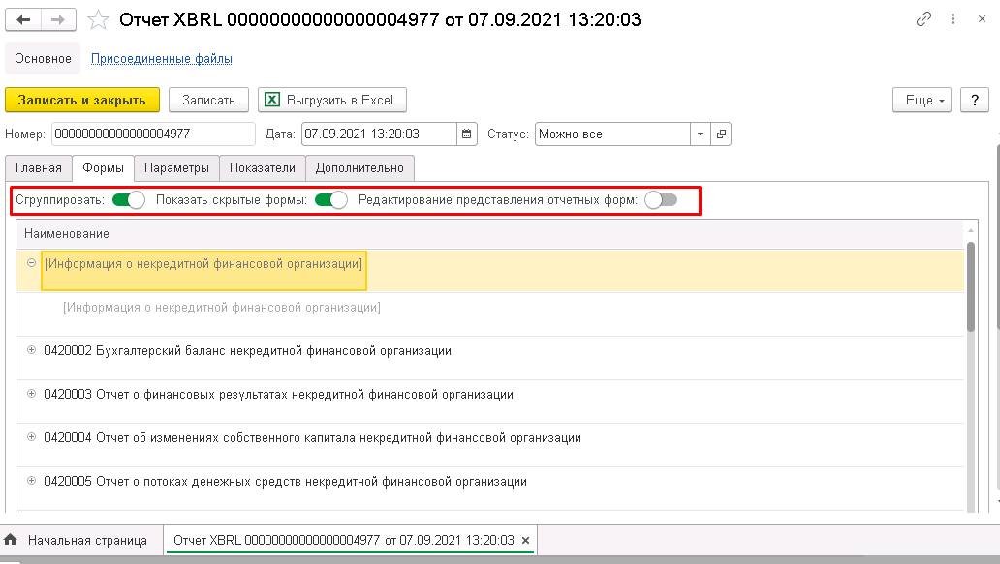 Отчет XBRL 00000000000000004977 от 07.09.2021 13:20:03
Основное Присоединенные файлы
Записать и закрыть Записать Выгрузить в Excel Еще ?
Номер: 00000000000000004977 Дата: 07.09.2021 13:20:03 Статус: Можно все
Главная Формы Параметры Показатели Дополнительно
Сгруппировать: Показать скрытые формы: Редактирование представления отчетных форм:
Наименование
[Информация о некредитной финансовой организации]
[Информация о некредитной финансовой организации]
0420002 Бухгалтерский баланс некредитной финансовой организации
0420003 Отчет о финансовых результатах некредитной финансовой организации
0420004 Отчет об изменениях собственного капитала некредитной финансовой организации
0420005 Отчет о потоках денежных средств некредитной финансовой организации
Начальная страница Отчет XBRL 00000000000000004977 от 07.09.2021 13:20:03